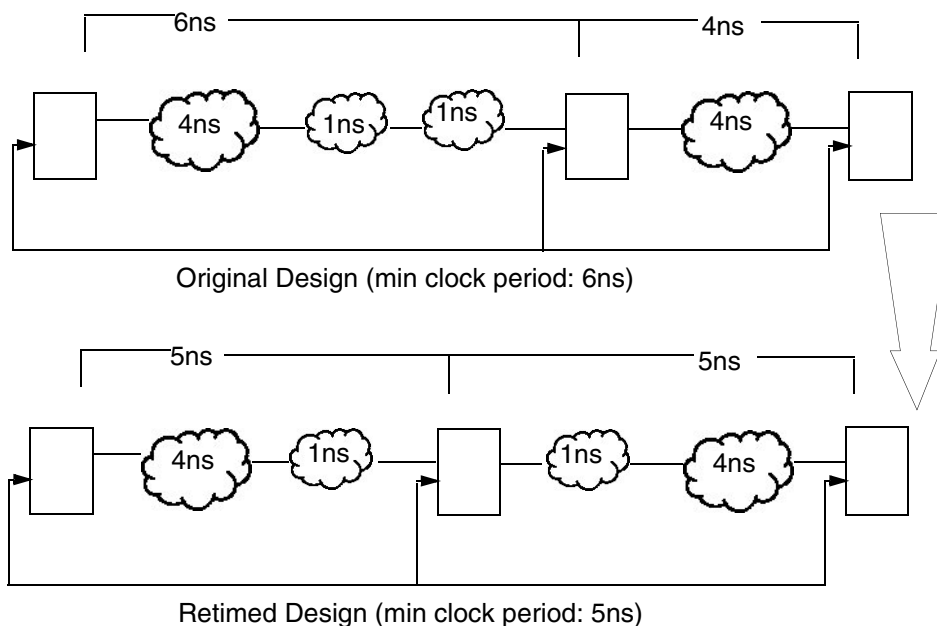 6ns 4ns
4ns 1ns 1ns 4ns
Original Design (min clock period: 6ns)
5ns 5ns
4ns 1ns 1ns 4ns
Retimed Design (min clock period: 5ns)